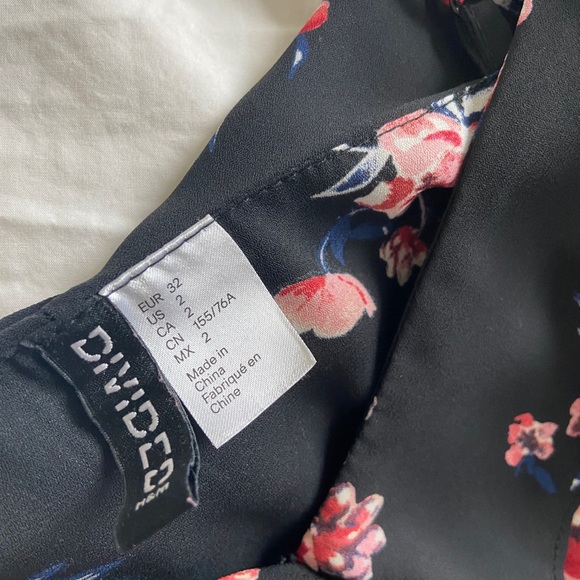 EUR 32
US 2
CA 2
CN 155/76A
MX 2
Made in
China
Fabriqué en
Chine
DIVIDED
H&M